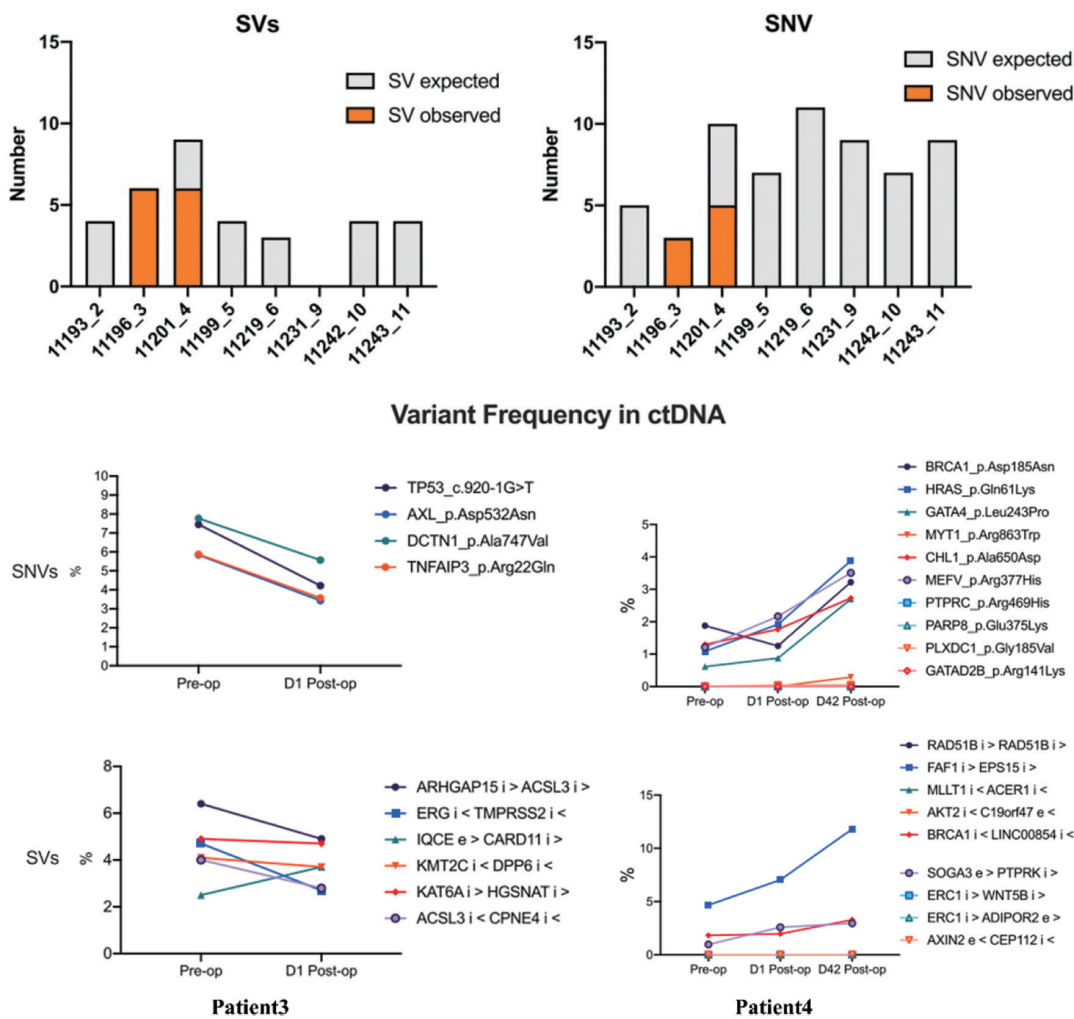 SVs
15
10
5
0
Number
SV expected
SV observed
11193_2
11196_3
11201_4
11199_5
11219_6
11231_9
11242_10
11243_11
SNV
15
10
5
0
Number
SNV expected
SNV observed
11193_2
11196_3
11201_4
11199_5
11219_6
11231_9
11242_10
11243_11
Variant Frequency in ctDNA
SNVs
%
10
9
8
7
6
5
4
3
2
1
0
Pre-op
D1 Post-op
TP53_c.920-1G>T
AXL_p.Asp532Asn
DCTN1_p.Ala747Val
TNFAIP3_p.Arg22Gln
%
5
4
3
2
1
0
Pre-op
D1 Post-op
D42 Post-op
BRCA1_p.Asp185Asn
HRAS_p.Gln61Lys
GATA4_p.Leu243Pro
MYT1_p.Arg863Trp
CHL1_p.Ala650Asp
MEFV_p.Arg377His
PTPRC_p.Arg469His
PARP8_p.Glu375Lys
PLXDC1_p.Gly185Val
GATAD2B_p.Arg141Lys
SVs
%
8
6
4
2
0
Pre-op
D1 Post-op
ARHGAP15 i > ACSL3 i >
ERG i < TMPRSS2 i <
IQCE e > CARD11 i >
KMT2C i < DPP6 i <
KAT6A i > HGSNAT i >
ACSL3 i < CPNE4 i <
Patient3
%
15
10
5
0
Pre-op
D1 Post-op
D42 Post-op
RAD51B i > RAD51B i >
FAF1 i > EPS15 i >
MLLT1 i < ACER1 i <
AKT2 i < C19orf47 e <
BRCA1 i < LINC00854 i <
SOGA3 e > PTPRK i >
ERC1 i > WNT5B i >
ERC1 i > ADIPOR2 e >
AXIN2 e < CEP112 i <
Patient4